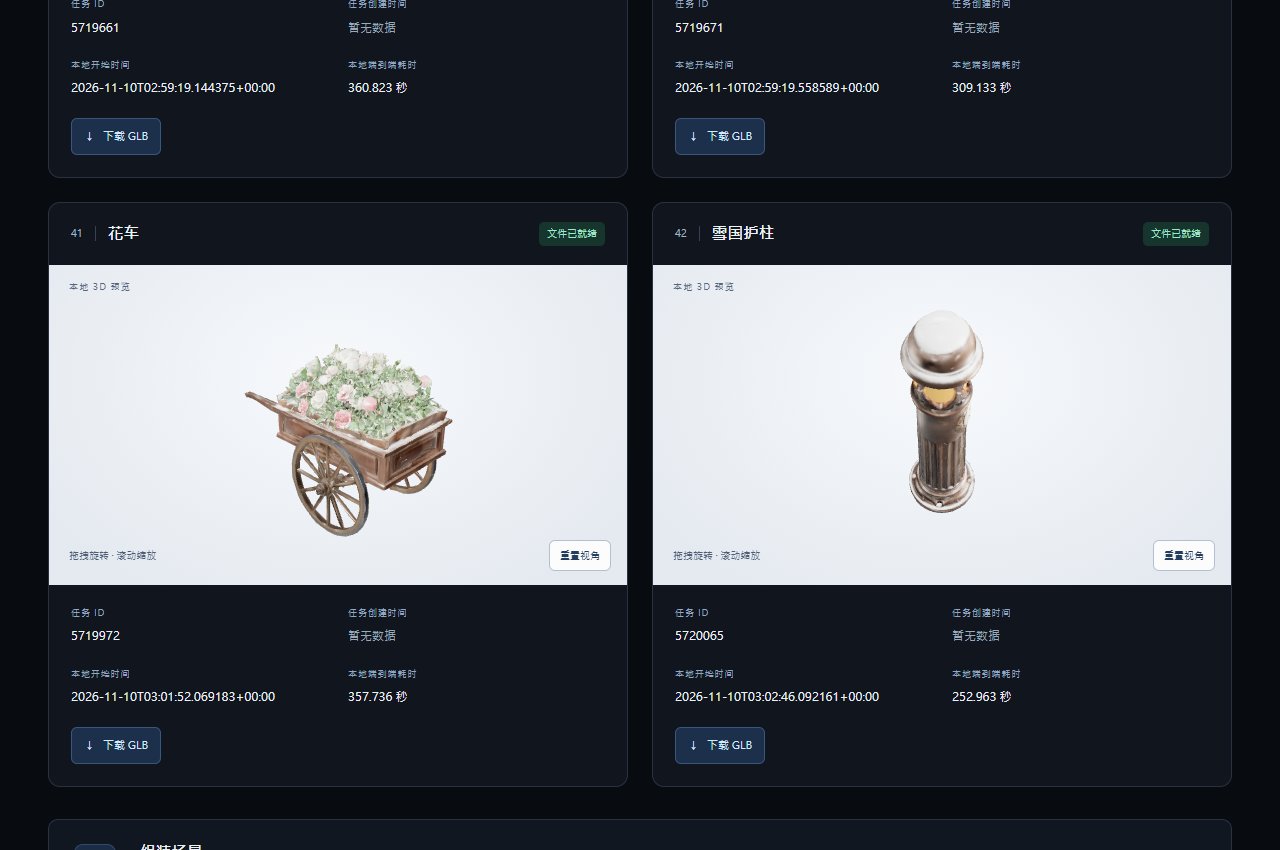 任务 ID
任务创建时间
5719661
暂无数据
本地开始时间
本地端到端耗时
2026-11-10T02:59:19.144375+00:00
360.823 秒
↓ 下载 GLB
任务 ID
任务创建时间
5719671
暂无数据
本地开始时间
本地端到端耗时
2026-11-10T02:59:19.558589+00:00
309.133 秒
↓ 下载 GLB
41
花车
文件已就绪
本地 3D 预览
拖拽旋转 · 滚动缩放
重置视角
任务 ID
任务创建时间
5719972
暂无数据
本地开始时间
本地端到端耗时
2026-11-10T03:01:52.069183+00:00
357.736 秒
↓ 下载 GLB
42
雪国护柱
文件已就绪
本地 3D 预览
拖拽旋转 · 滚动缩放
重置视角
任务 ID
任务创建时间
5720065
暂无数据
本地开始时间
本地端到端耗时
2026-11-10T03:02:46.092161+00:00
252.963 秒
↓ 下载 GLB
组装场景